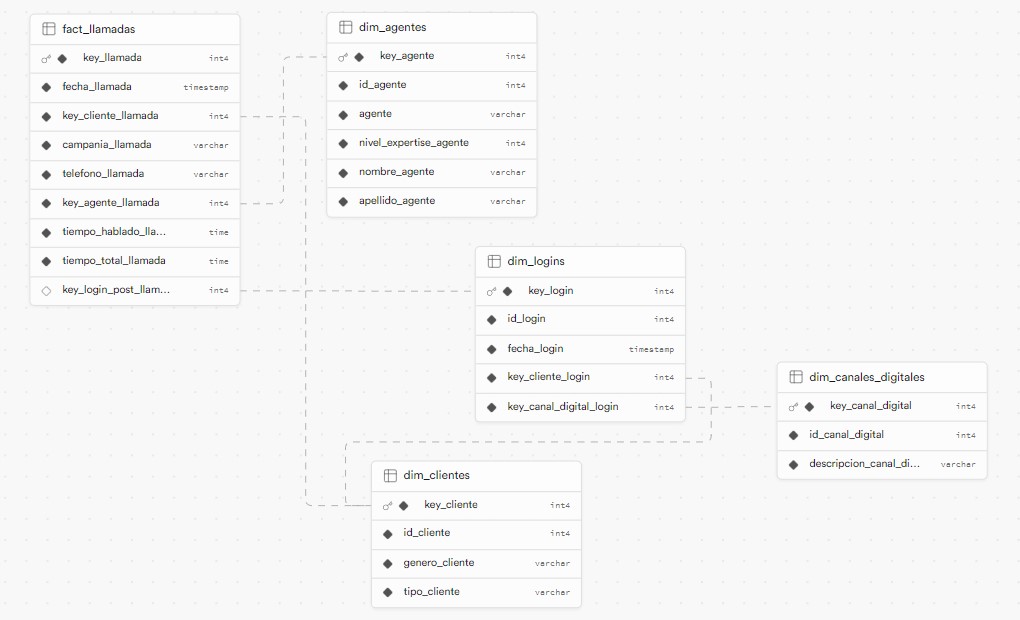 fact_llamadas
key_llamada int4
fecha_llamada timestamp
key_cliente_llamada int4
campania_llamada varchar
telefono_llamada varchar
key_agente_llamada int4
tiempo_hablado_lla... time
tiempo_total_llamada time
key_login_post_llam... int4
dim_agentes
key_agente int4
id_agente int4
agente varchar
nivel_expertise_agente int4
nombre_agente varchar
apellido_agente varchar
dim_logins
key_login int4
id_login int4
fecha_login timestamp
key_cliente_login int4
key_canal_digital_login int4
dim_canales_digitales
key_canal_digital int4
id_canal_digital int4
descripcion_canal_di... varchar
dim_clientes
key_cliente int4
id_cliente int4
genero_cliente varchar
tipo_cliente varchar